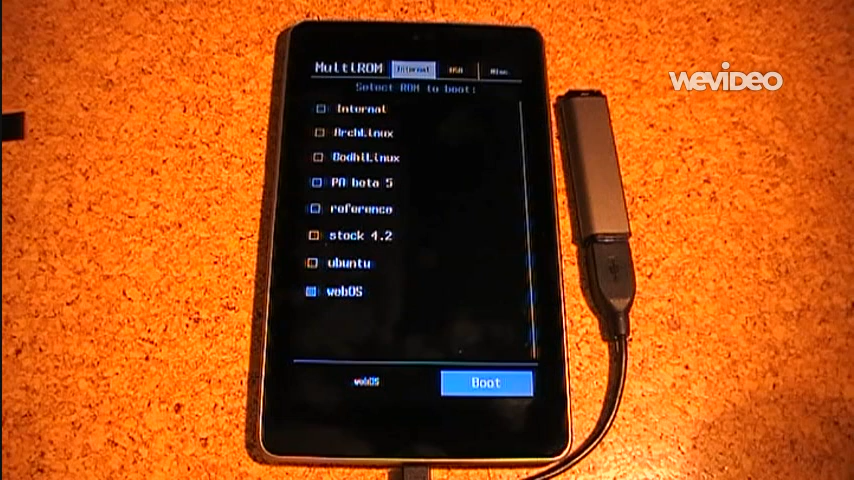 MultiROM Internal USB Misc
WEVIDEO
Select ROM to boot:
Internal
ArchLinux
BodhiLinux
PA beta 5
reference
stock 4.2
ubuntu
webOS
webOS Boot